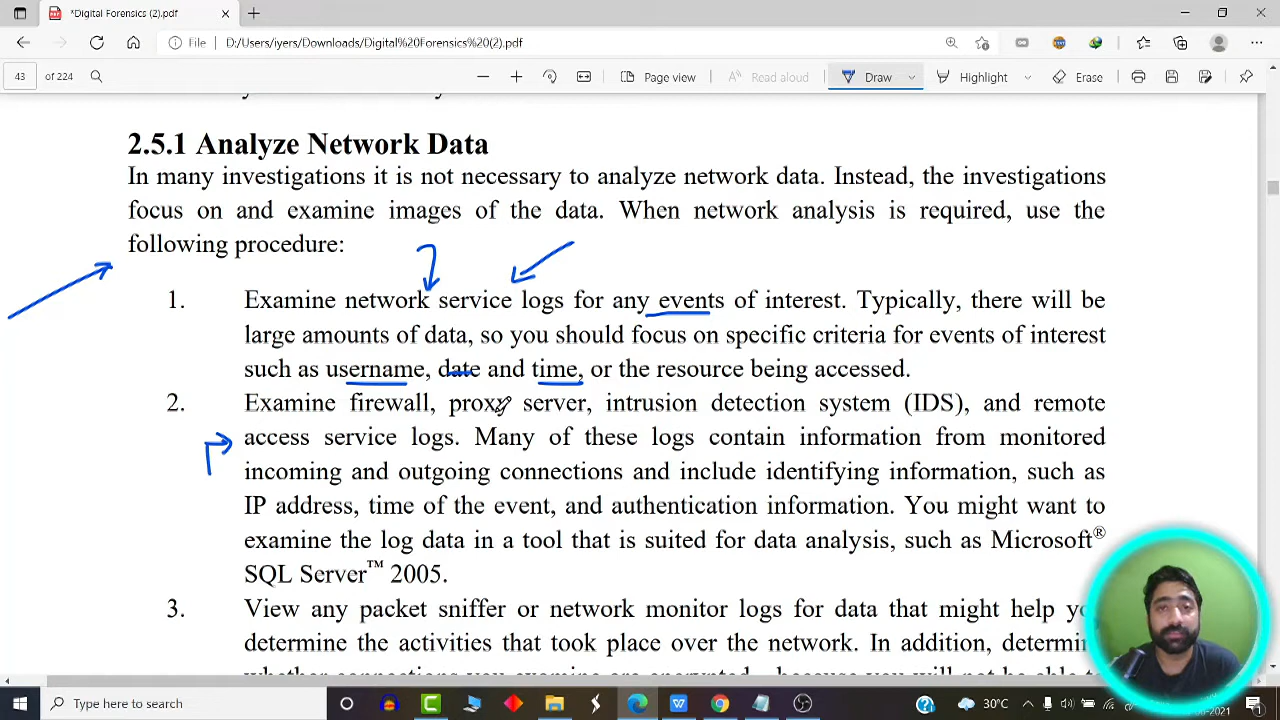 *Digital Forensics (2).pdf
File | D:/Users/iyers/Downloads/Digital%20Forensics%20(2).pdf
43 of 224 Page view Read aloud Draw Highlight Erase
2.5.1 Analyze Network Data
In many investigations it is not necessary to analyze network data. Instead, the investigations
focus on and examine images of the data. When network analysis is required, use the
following procedure:
1. Examine network service logs for any events of interest. Typically, there will be
large amounts of data, so you should focus on specific criteria for events of interest
such as username, date and time, or the resource being accessed.
2. Examine firewall, proxy server, intrusion detection system (IDS), and remote
access service logs. Many of these logs contain information from monitored
incoming and outgoing connections and include identifying information, such as
IP address, time of the event, and authentication information. You might want to
examine the log data in a tool that is suited for data analysis, such as Microsoft®
SQL Server™ 2005.
3. View any packet sniffer or network monitor logs for data that might help
determine the activities that took place over the network. In addition,
Type here to search 30°C